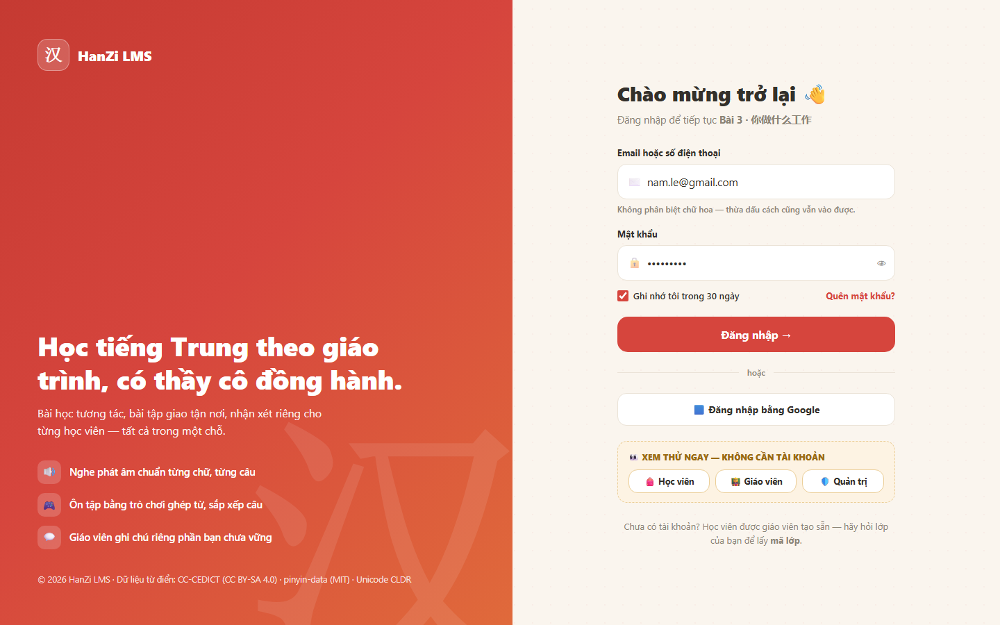 汉 HanZi LMS
Học tiếng Trung theo giáo
trình, có thầy cô đồng hành.
Bài học tương tác, bài tập giao tận nơi, nhận xét riêng cho
từng học viên — tất cả trong một chỗ.
Nghe phát âm chuẩn từng chữ, từng câu
Ôn tập bằng trò chơi ghép từ, sắp xếp câu
Giáo viên ghi chú riêng phần bạn chưa vững
汉
© 2026 HanZi LMS · Dữ liệu từ điển: CC-CEDICT (CC BY-SA 4.0) · pinyin-data (MIT) · Unicode CLDR
Chào mừng trở lại 👋
Đăng nhập để tiếp tục Bài 3 · 你做什么工作
Email hoặc số điện thoại
nam.le@gmail.com
Không phân biệt chữ hoa — thừa dấu cách cũng vẫn vào được.
Mật khẩu
•••••••••
Ghi nhớ tôi trong 30 ngày
Quên mật khẩu?
Đăng nhập →
hoặc
Đăng nhập bằng Google
XEM THỬ NGAY — KHÔNG CẦN TÀI KHOẢN
Học viên
Giáo viên
Quản trị
Chưa có tài khoản? Học viên được giáo viên tạo sẵn — hãy hỏi lớp
của bạn để lấy mã lớp.